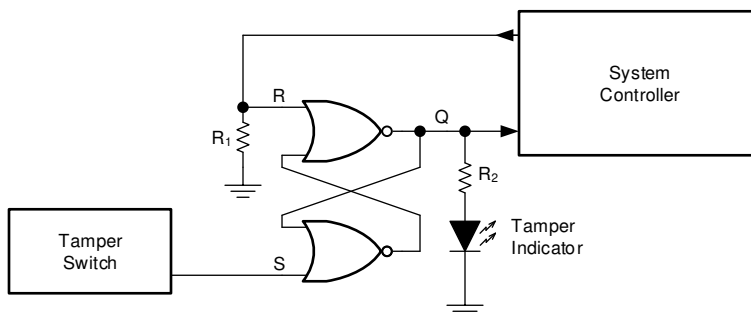 System
Controller
R
Q
R1
R2
Tamper
Switch
Tamper
Indicator
S